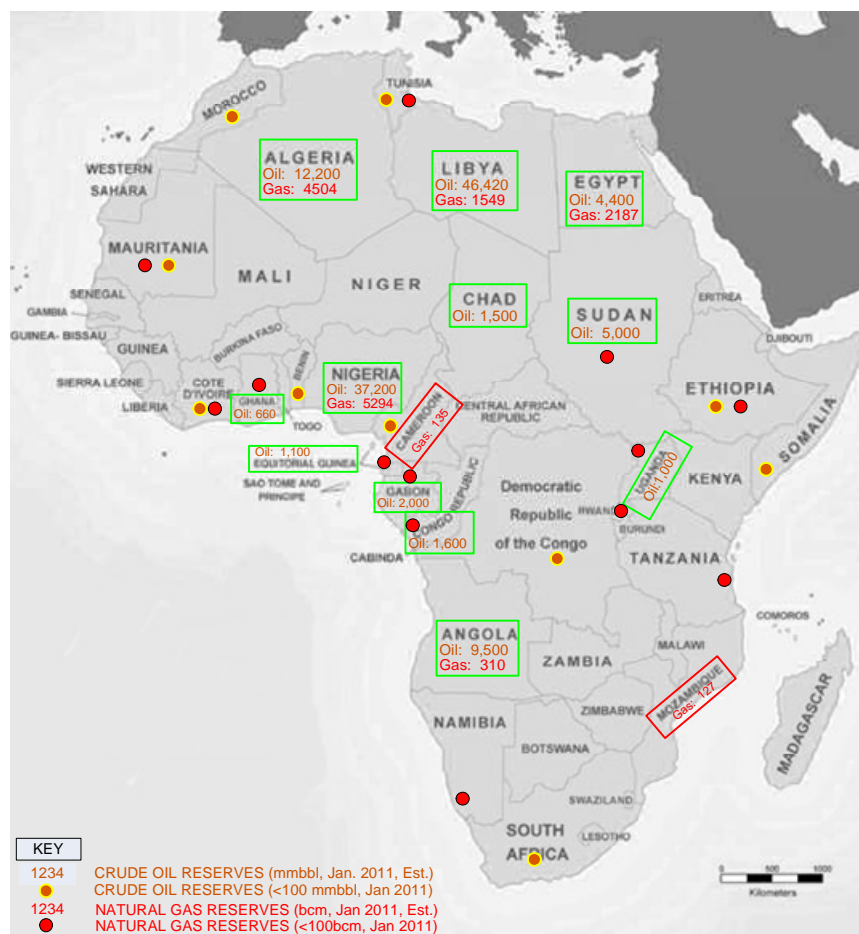 TUNISIA
MOROCCO
ALGERIA
Oil: 12,200
Gas: 4504
LIBYA
Oil: 46,420
Gas: 1549
EGYPT
Oil: 4,400
Gas: 2187
WESTERN
SAHARA
MAURITANIA
MALI
NIGER
CHAD
Oil: 1,500
SUDAN
Oil: 5,000
ERITREA
SENEGAL
GAMBIA
GUINEA- BISSAU
GUINEA
BURKINA FASO
BENIN
DJIBOUTI
SIERRA LEONE
LIBERIA
COTE
D'IVOIRE
GHANA
Oil: 660
TOGO
NIGERIA
Oil: 37,200
Gas: 5294
CAMEROON
Gas: 135
CENTRAL AFRICAN
REPUBLIC
ETHIOPIA
SOMALIA
Oil: 1,100
EQUITORIAL GUINEA
SAO TOME AND
PRINCIPE
GABON
Oil: 2,000
CONGO REPUBLIC
Oil: 1,600
CABINDA
Democratic
Republic
of the Congo
UGANDA
Oil:1,000
KENYA
RWAND
BURUNDI
TANZANIA
COMOROS
ANGOLA
Oil: 9,500
Gas: 310
ZAMBIA
MALAWI
MOZAMBIQUE
Gas: 127
ZIMBABWE
NAMIBIA
BOTSWANA
MADAGASCAR
SWAZILAND
LESOTHO
SOUTH
AFRICA
KEY
1234 CRUDE OIL RESERVES (mmbbl, Jan. 2011, Est.)
CRUDE OIL RESERVES (<100 mmbbl, Jan 2011)
1234 NATURAL GAS RESERVES (bcm, Jan 2011, Est.)
NATURAL GAS RESERVES (<100bcm, Jan 2011)
0 500 1000
Kilometers